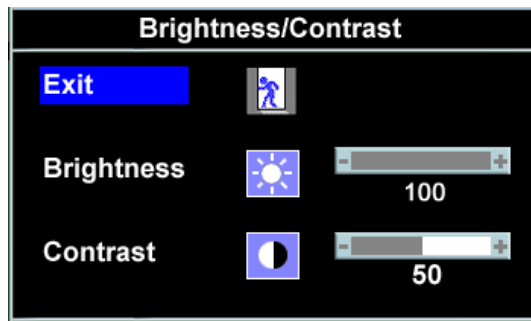 Brightness/Contrast
Exit
Brightness
- +
100
Contrast
- +
50